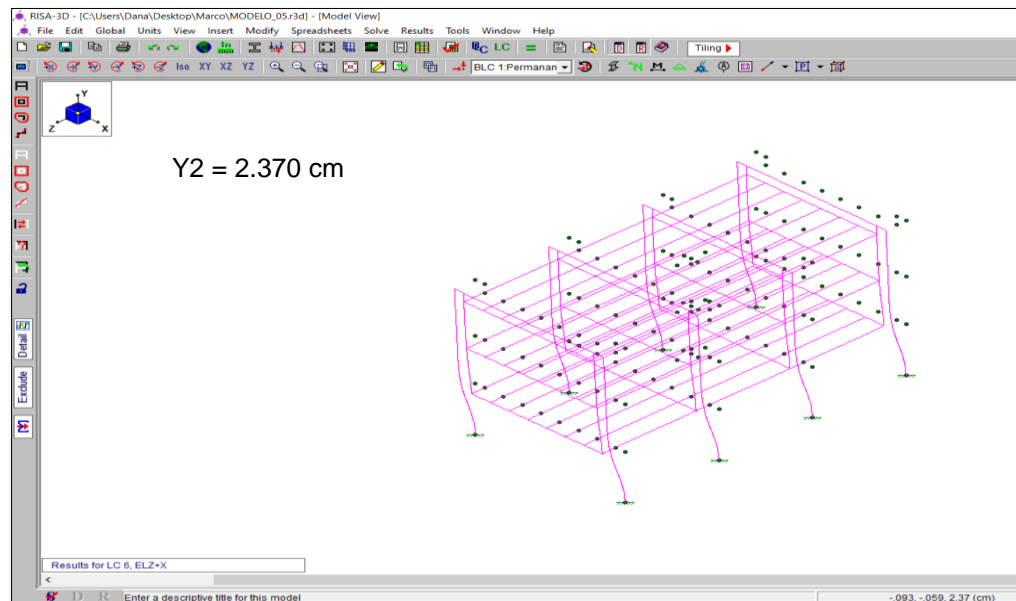 RISA-3D - [C:\Users\Dana\Desktop\Marco\MODELO_05.r3d] - [Model View]
File Edit Global Units View Insert Modify Spreadsheets Solve Results Tools Window Help
LC Tiling
Iso XY XZ YZ BLC 1:Permanan
Y
Z X
Y2 = 2.370 cm
Detail
Exclude
Results for LC 6, ELZ+X
D R Enter a descriptive title for this model -.093, -.059, 2.37 (cm)